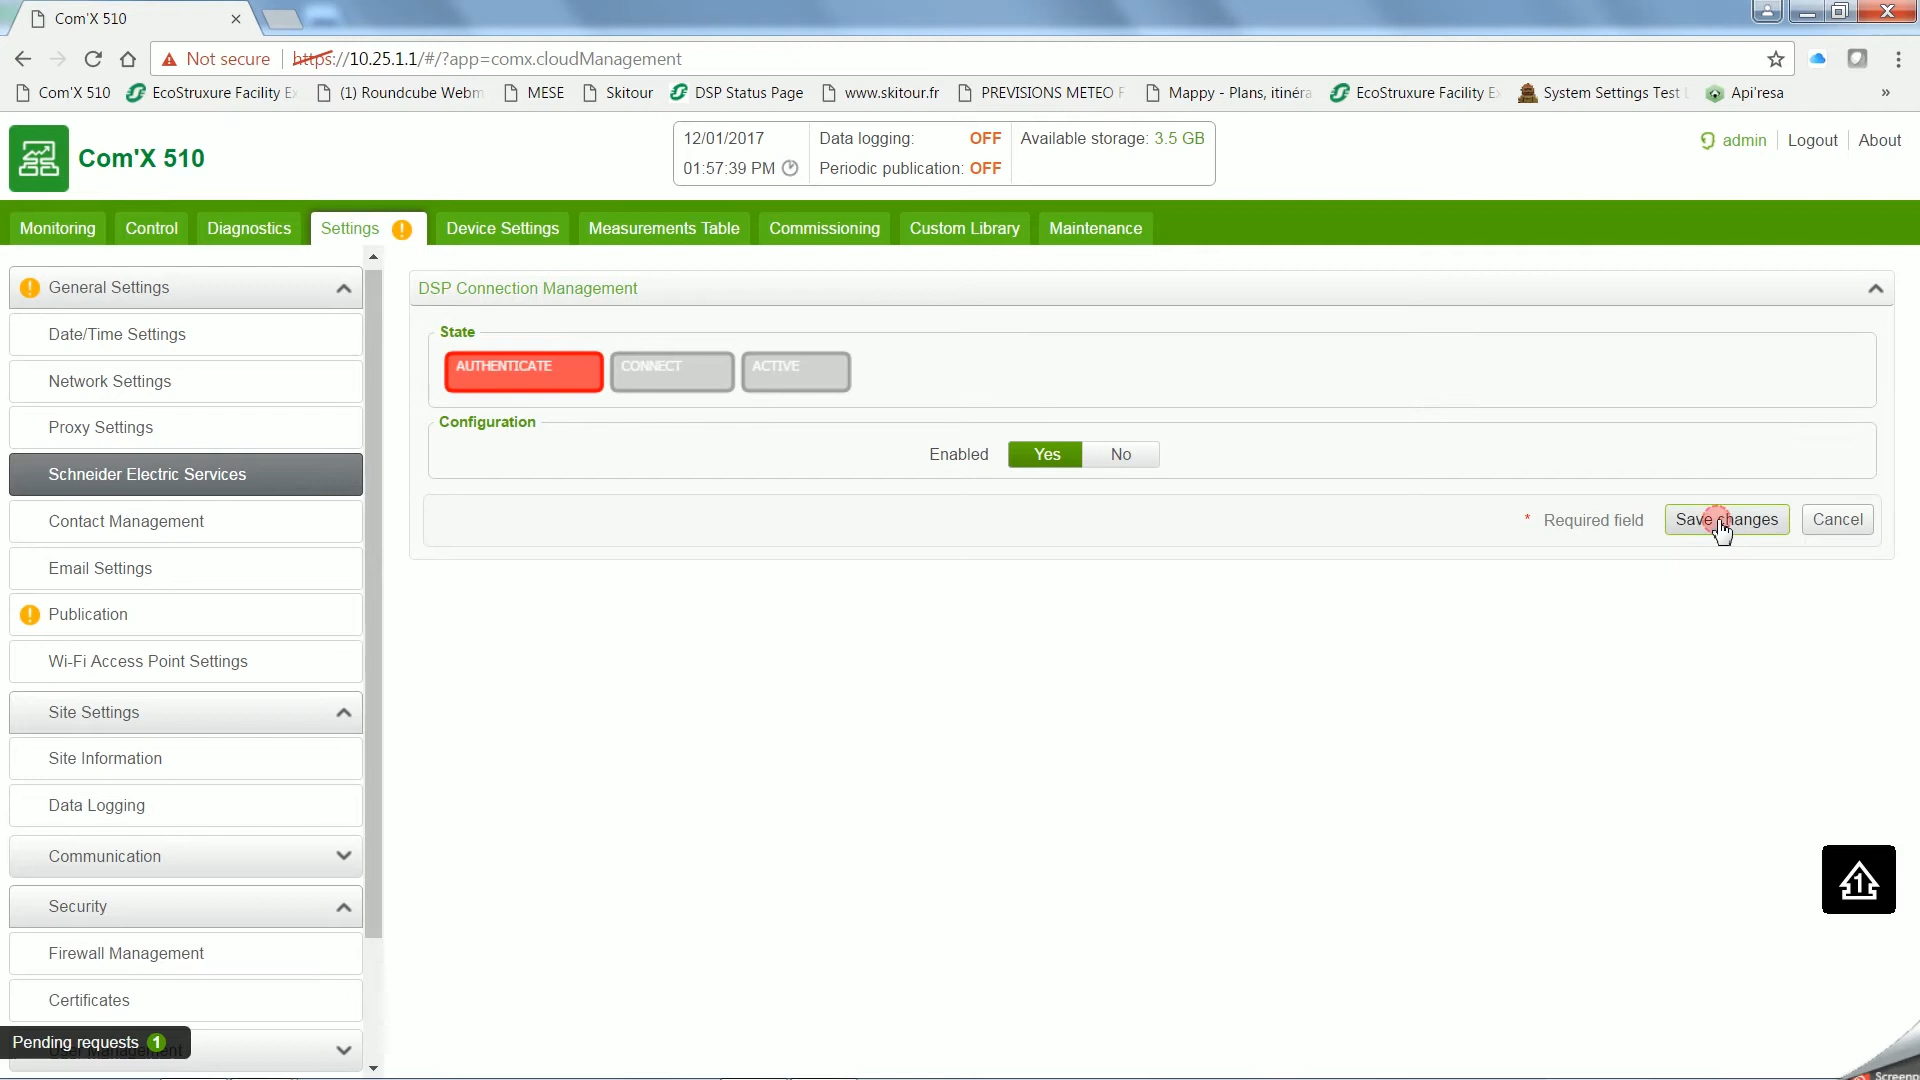 Com'X 510
Not secure https://10.25.1.1/#/?app=comx.cloudManagement
Com'X 510 EcoStruxure Facility E (1) Roundcube Webm MESE Skitour DSP Status Page www.skitour.fr PREVISIONS METEO F Mappy - Plans, itinéra EcoStruxure Facility E System Settings Test Api'resa »
Com'X 510
12/01/2017 Data logging: OFF Available storage: 3.5 GB
01:57:39 PM Periodic publication: OFF
admin Logout About
Monitoring Control Diagnostics Settings Device Settings Measurements Table Commissioning Custom Library Maintenance
General Settings
Date/Time Settings
Network Settings
Proxy Settings
Schneider Electric Services
Contact Management
Email Settings
Publication
Wi-Fi Access Point Settings
Site Settings
Site Information
Data Logging
Communication
Security
Firewall Management
Certificates
Pending requests 1
DSP Connection Management
State
AUTHENTICATE CONNECT ACTIVE
Configuration
Enabled Yes No
* Required field Save changes Cancel
1